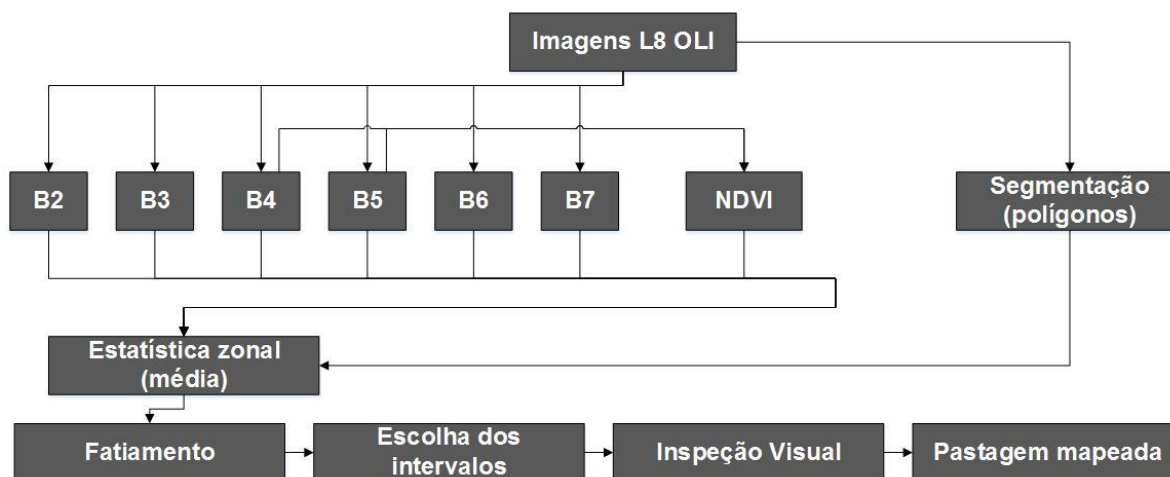 Imagens L8 OLI
B2
B3
B4
B5
B6
B7
NDVI
Segmentação
(polígonos)
Estatística zonal
(média)
Fatiamento
Escolha dos
intervalos
Inspeção Visual
Pastagem mapeada